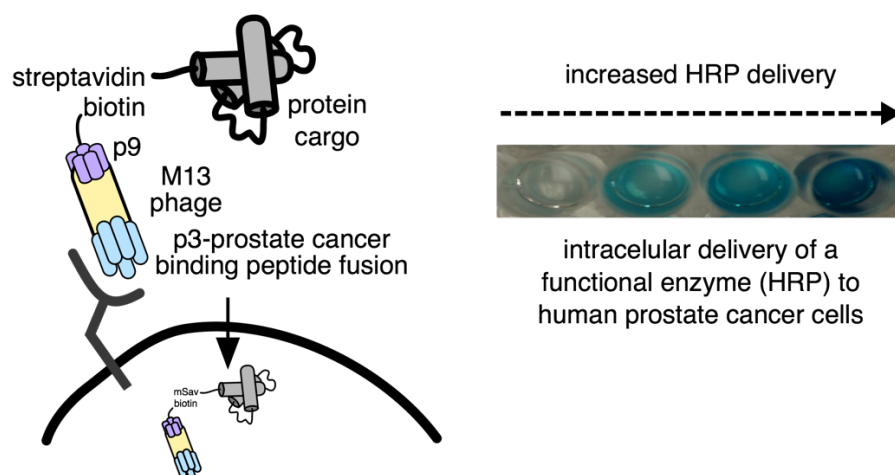 streptavidin
biotin
protein
cargo
p9
M13
phage
p3-prostate cancer
binding peptide fusion
mSav
biotin
increased HRP delivery
intracelular delivery of a
functional enzyme (HRP) to
human prostate cancer cells